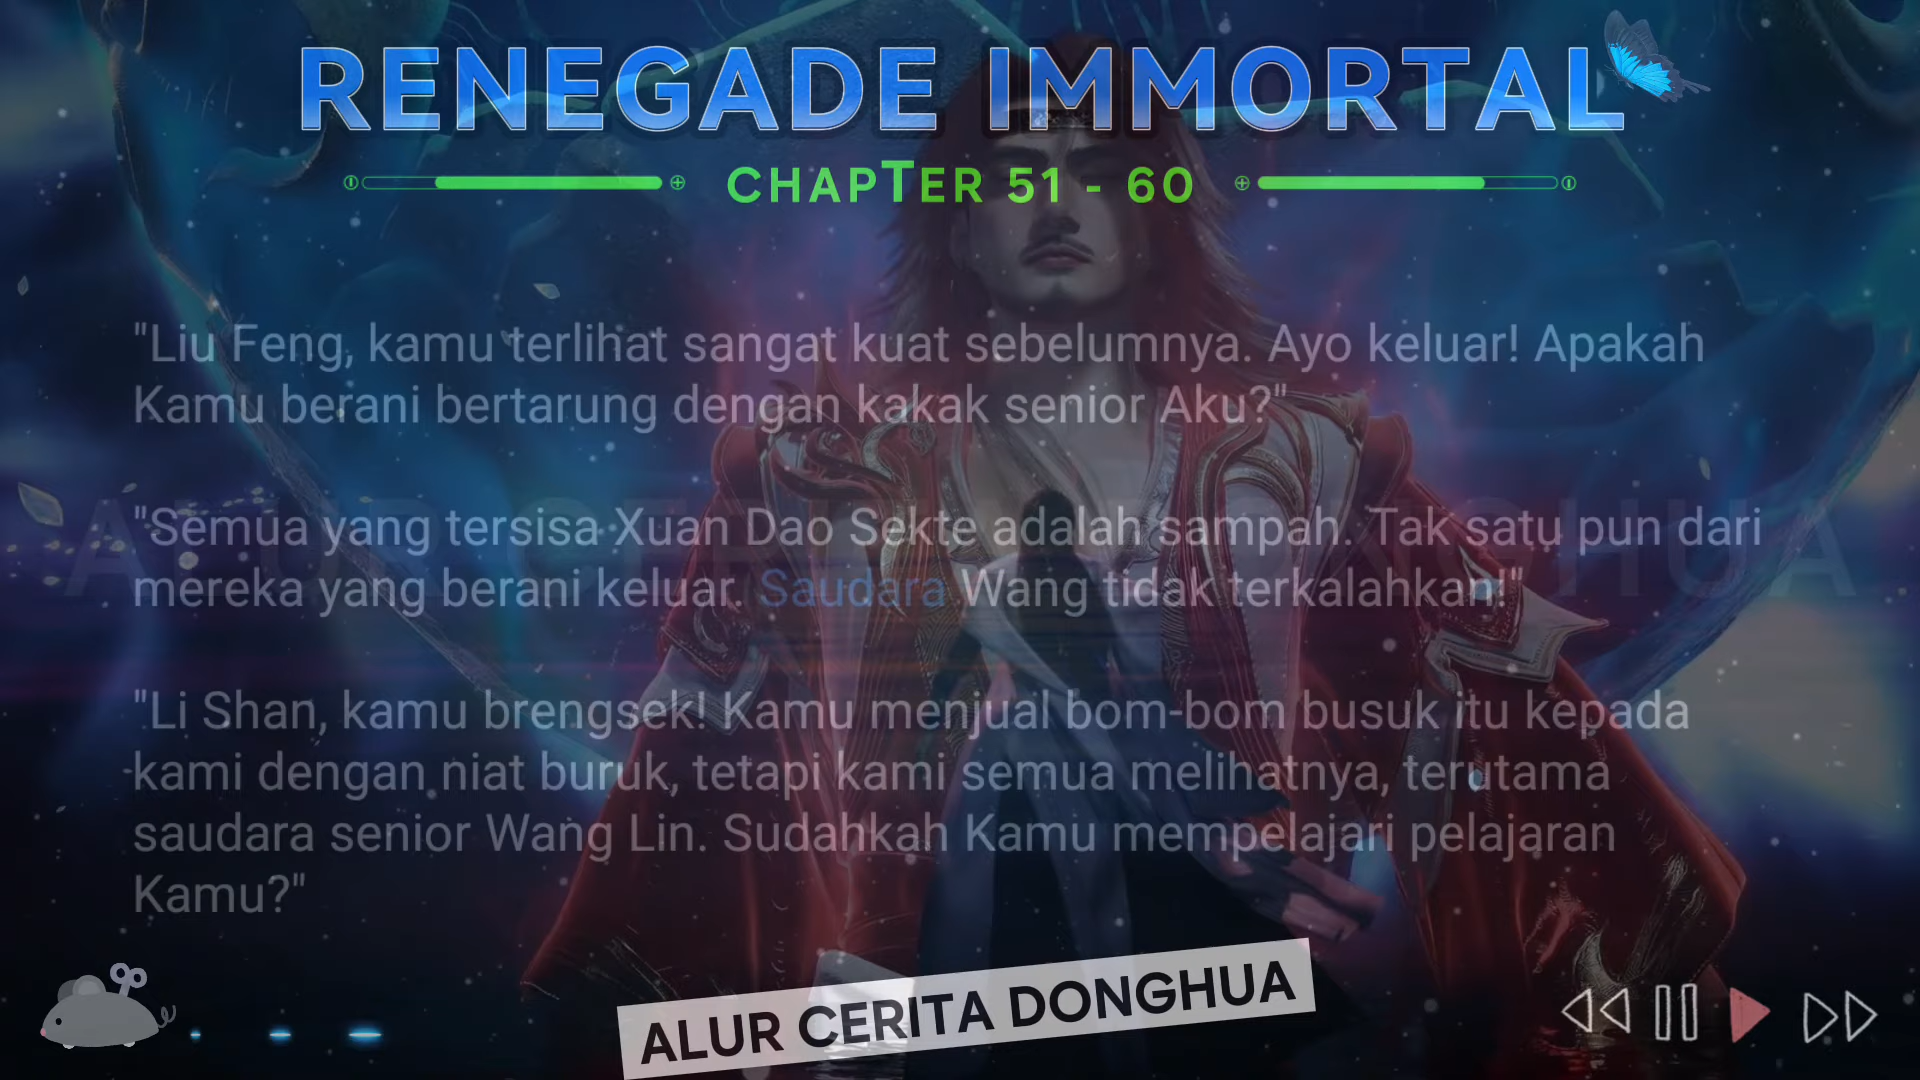 RENEGADE IMMORTAL
CHAPTER 51 - 60
"Liu Feng, kamu terlihat sangat kuat sebelumnya. Ayo keluar! Apakah
Kamu berani bertarung dengan kakak senior Aku?"
"Semua yang tersisa Xuan Dao Sekte adalah sampah. Tak satu pun dari
mereka yang berani keluar. Saudara Wang tidak terkalahkan!"
"Li Shan, kamu brengsek! Kamu menjual bom-bom busuk itu kepada
kami dengan niat buruk, tetapi kami semua melihatnya, terutama
saudara senior Wang Lin. Sudahkah Kamu mempelajari pelajaran
Kamu?"
ALUR CERITA DONGHUA